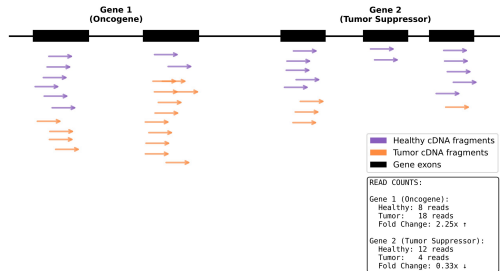 Gene 1
(Oncogene)
Gene 2
(Tumor Suppressor)
Healthy cDNA fragments
Tumor cDNA fragments
Gene exons
READ COUNTS:
Gene 1 (Oncogene):
Healthy: 8 reads
Tumor: 18 reads
Fold Change: 2.25x ↑
Gene 2 (Tumor Suppressor):
Healthy: 12 reads
Tumor: 4 reads
Fold Change: 0.33x ↓